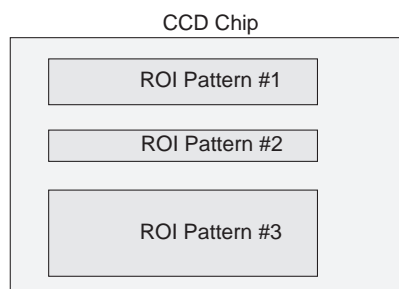 CCD Chip
ROI Pattern #1
ROI Pattern #2
ROI Pattern #3